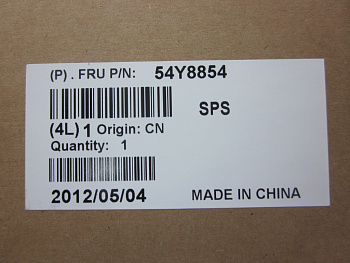 (P) . FRU P/N: 54Y8854
SPS
(4L) 1 Origin: CN
Quantity: 1
2012/05/04 MADE IN CHINA